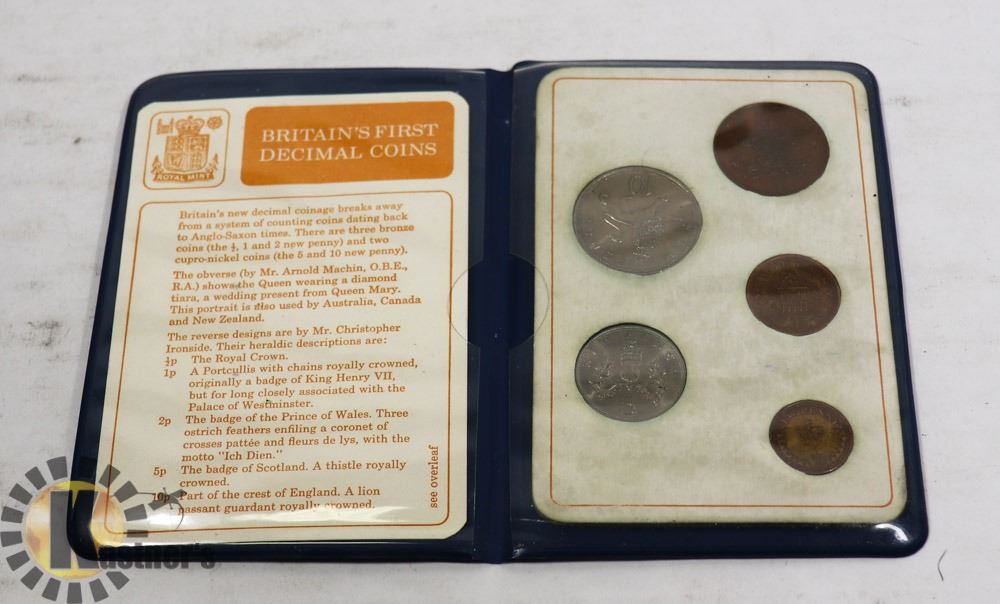 ROYAL MINT
BRITAIN'S FIRST
DECIMAL COINS
Britain's new decimal coinage breaks away
from a system of counting coins dating back
to Anglo-Saxon times. There are three bronze
coins (the ½, 1 and 2 new penny) and two
cupro-nickel coins (the 5 and 10 new penny).
The obverse (by Mr. Arnold Machin, O.B.E.,
R.A.) shows the Queen wearing a diamond
tiara, a wedding present from Queen Mary.
This portrait is also used by Australia, Canada
and New Zealand.
The reverse designs are by Mr. Christopher
Ironside. Their heraldic descriptions are:
½p The Royal Crown.
1p A Portcullis with chains royally crowned,
originally a badge of King Henry VII,
but for long closely associated with the
Palace of Westminster.
2p The badge of the Prince of Wales. Three
ostrich feathers enfiling a coronet of
crosses pattée and fleurs de lys, with the
motto "Ich Dien."
5p The badge of Scotland. A thistle royally
crowned.
10p Part of the crest of England. A lion
passant guardant royally crowned.
see overleaf
10
5
Kastner's